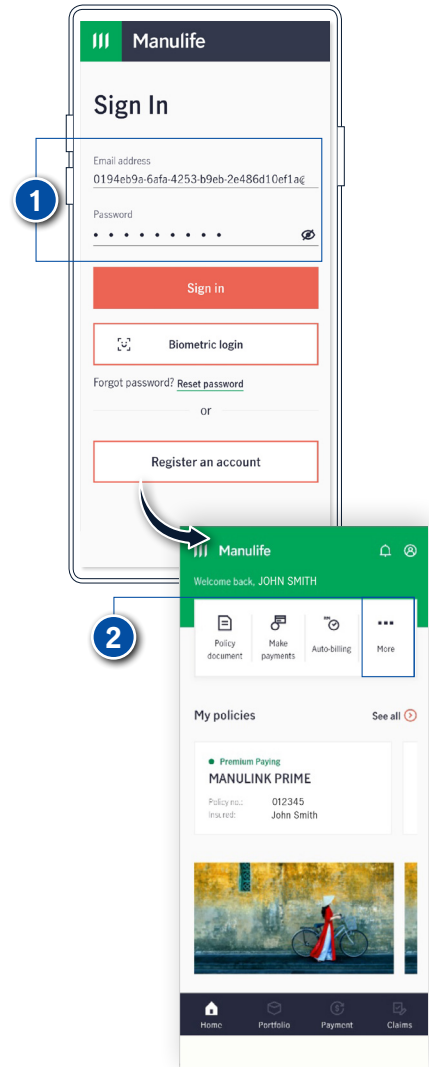 Manulife
Sign In
Email address
0194eb9a-6afa-4253-b9eb-2e486d10ef1a@
Password
1
Sign in
Biometric login
Forgot password? Reset password
or
Register an account
Manulife
Welcome back, JOHN SMITH
2
Policy document
Make payments
Auto-billing
More
My policies
See all
Premium Paying
MANULINK PRIME
Policy no.: 012345
Insured: John Smith
Home
Portfolio
Payment
Claims